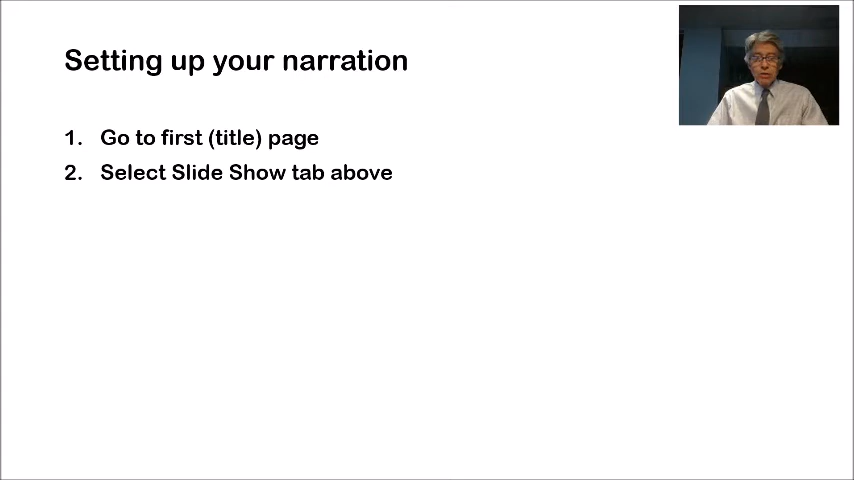 Setting up your narration
1. Go to first (title) page
2. Select Slide Show tab above